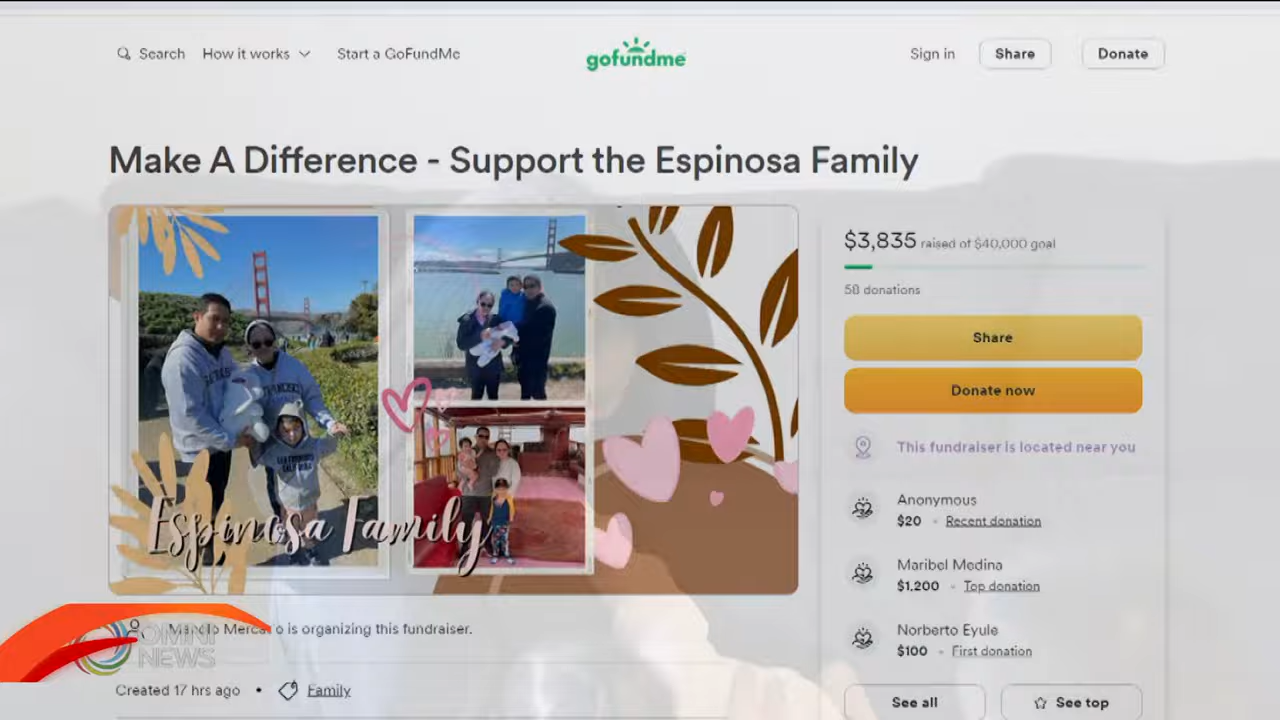 Search How it works Start a GoFundMe gofundme Sign in Share Donate
Make A Difference - Support the Espinosa Family
Espinosa Family
$3,835 raised of $40,000 goal
58 donations
Share
Donate now
This fundraiser is located near you
Anonymous
$20 • Recent donation
Maribel Medina
$1,200 • Top donation
Norberto Eyule
$100 • First donation
See all See top
is organizing this fundraiser.
OMNI
NEWS
Created 17 hrs ago • Family